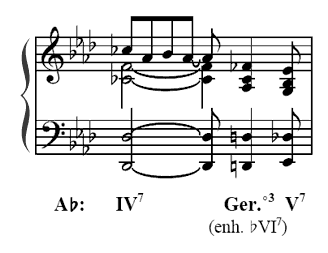 A♭: IV⁷ Ger.°³ V⁷
(enh. ♭VI⁷)